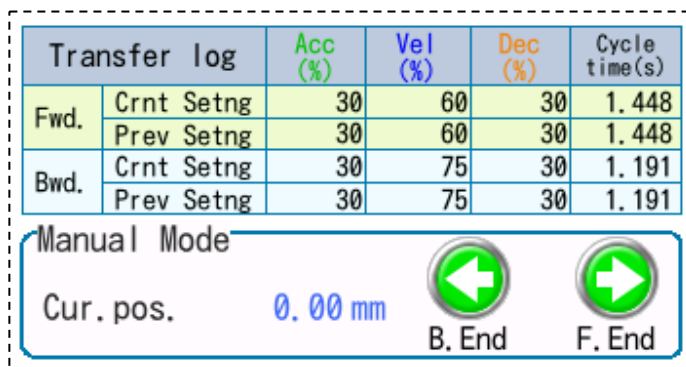 Transfer log Acc (%) Vel (%) Dec (%) Cycle time(s)
Fwd. Crnt Setng 30 60 30 1.448
Prev Setng 30 60 30 1.448
Bwd. Crnt Setng 30 75 30 1.191
Prev Setng 30 75 30 1.191
Manual Mode
Cur.pos. 0.00 mm
B.End F.End